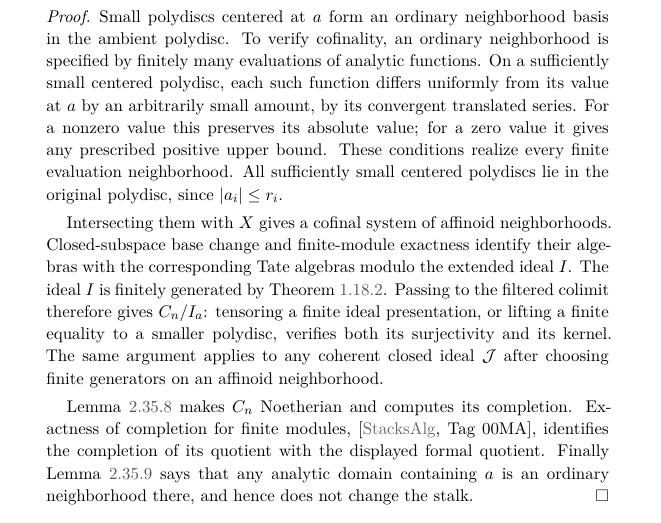 Proof. Small polydiscs centered at a form an ordinary neighborhood basis
in the ambient polydisc. To verify cofinality, an ordinary neighborhood is
specified by finitely many evaluations of analytic functions. On a sufficiently
small centered polydisc, each such function differs uniformly from its value
at a by an arbitrarily small amount, by its convergent translated series. For
a nonzero value this preserves its absolute value; for a zero value it gives
any prescribed positive upper bound. These conditions realize every finite
evaluation neighborhood. All sufficiently small centered polydiscs lie in the
original polydisc, since |a_i| ≤ r_i.
Intersecting them with X gives a cofinal system of affinoid neighborhoods.
Closed-subspace base change and finite-module exactness identify their alge-
bras with the corresponding Tate algebras modulo the extended ideal I. The
ideal I is finitely generated by Theorem 1.18.2. Passing to the filtered colimit
therefore gives C_n/I_a: tensoring a finite ideal presentation, or lifting a finite
equality to a smaller polydisc, verifies both its surjectivity and its kernel.
The same argument applies to any coherent closed ideal 𝒥 after choosing
finite generators on an affinoid neighborhood.
Lemma 2.35.8 makes C_n Noetherian and computes its completion. Ex-
actness of completion for finite modules, [StacksAlg, Tag 00MA], identifies
the completion of its quotient with the displayed formal quotient. Finally
Lemma 2.35.9 says that any analytic domain containing a is an ordinary
neighborhood there, and hence does not change the stalk. □